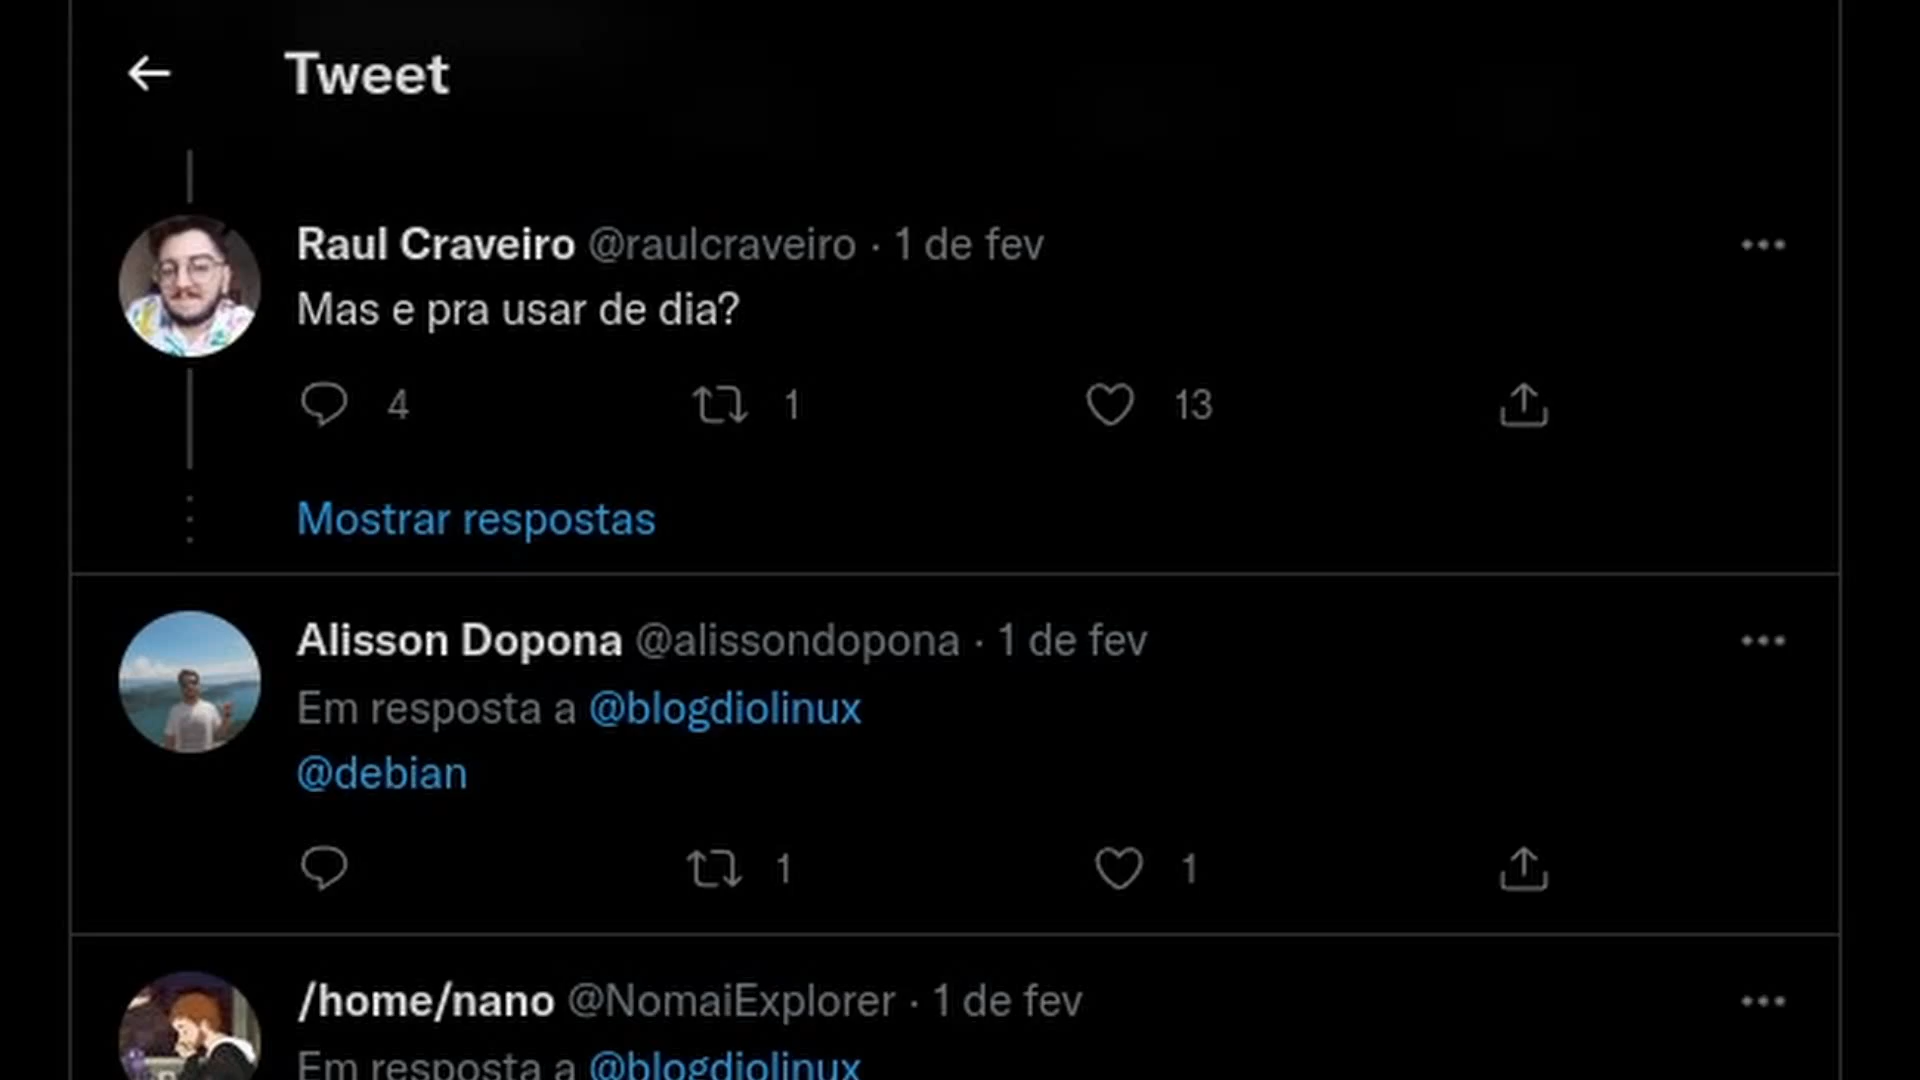 Tweet
Raul Craveiro @raulcraveiro · 1 de fev
Mas e pra usar de dia?
4 1 13
Mostrar respostas
Alisson Dopona @alissondopona · 1 de fev
Em resposta a @blogdiolinux
@debian
1 1
/home/nano @NomaiExplorer · 1 de fev
Em resposta a @blogdiolinux